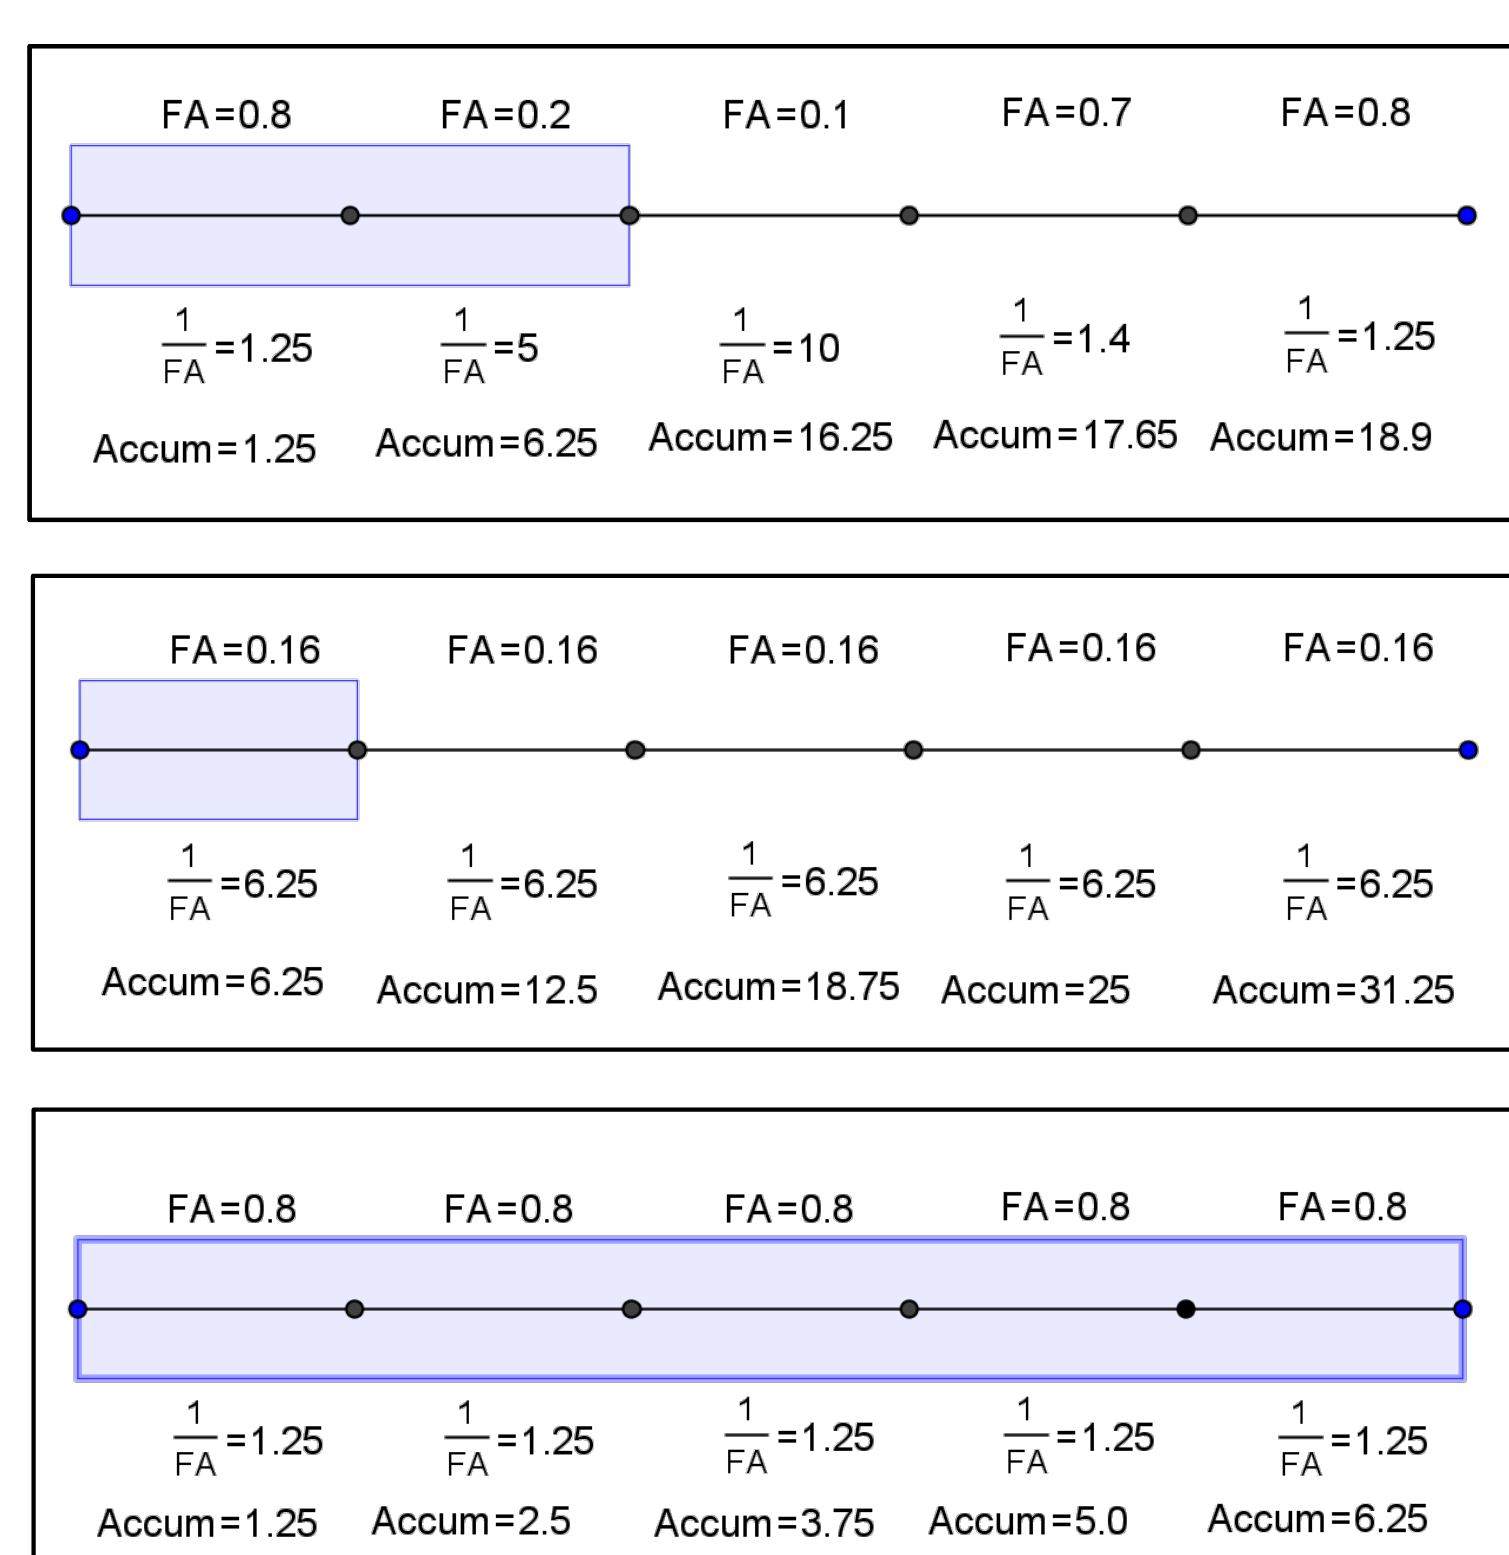 FA=0.8 FA=0.2 FA=0.1 FA=0.7 FA=0.8
1/FA=1.25 1/FA=5 1/FA=10 1/FA=1.4 1/FA=1.25
Accum=1.25 Accum=6.25 Accum=16.25 Accum=17.65 Accum=18.9
FA=0.16 FA=0.16 FA=0.16 FA=0.16 FA=0.16
1/FA=6.25 1/FA=6.25 1/FA=6.25 1/FA=6.25 1/FA=6.25
Accum=6.25 Accum=12.5 Accum=18.75 Accum=25 Accum=31.25
FA=0.8 FA=0.8 FA=0.8 FA=0.8 FA=0.8
1/FA=1.25 1/FA=1.25 1/FA=1.25 1/FA=1.25 1/FA=1.25
Accum=1.25 Accum=2.5 Accum=3.75 Accum=5.0 Accum=6.25